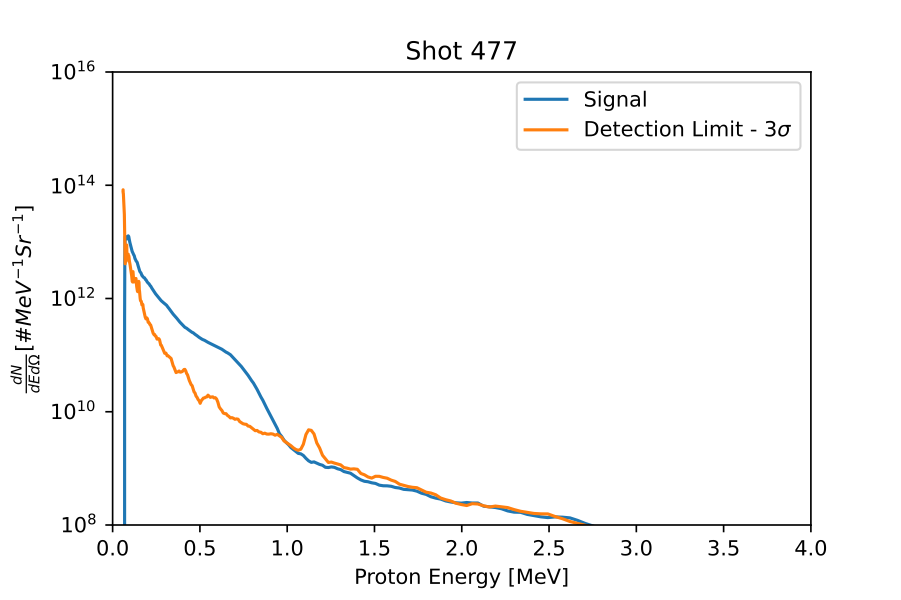 Shot 477
10^16
10^14
10^12
10^10
10^8
dN/dEdΩ [#MeV^−1Sr^−1]
Signal
Detection Limit - 3σ
0.0 0.5 1.0 1.5 2.0 2.5 3.0 3.5 4.0
Proton Energy [MeV]